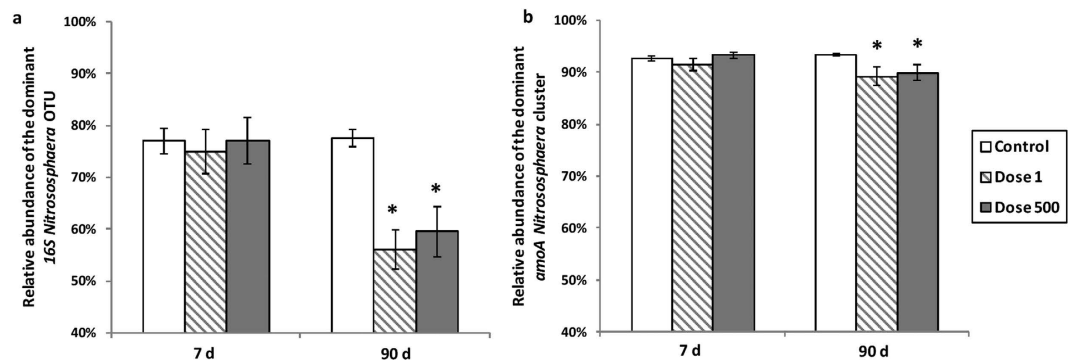 a
Relative abundance of the dominant
16S Nitrososphaera OTU
100%
90%
80%
70%
60%
50%
40%
*
*
7 d
90 d
b
Relative abundance of the dominant
amoA Nitrososphaera cluster
100%
90%
80%
70%
60%
50%
40%
*
*
7 d
90 d
Control
Dose 1
Dose 500